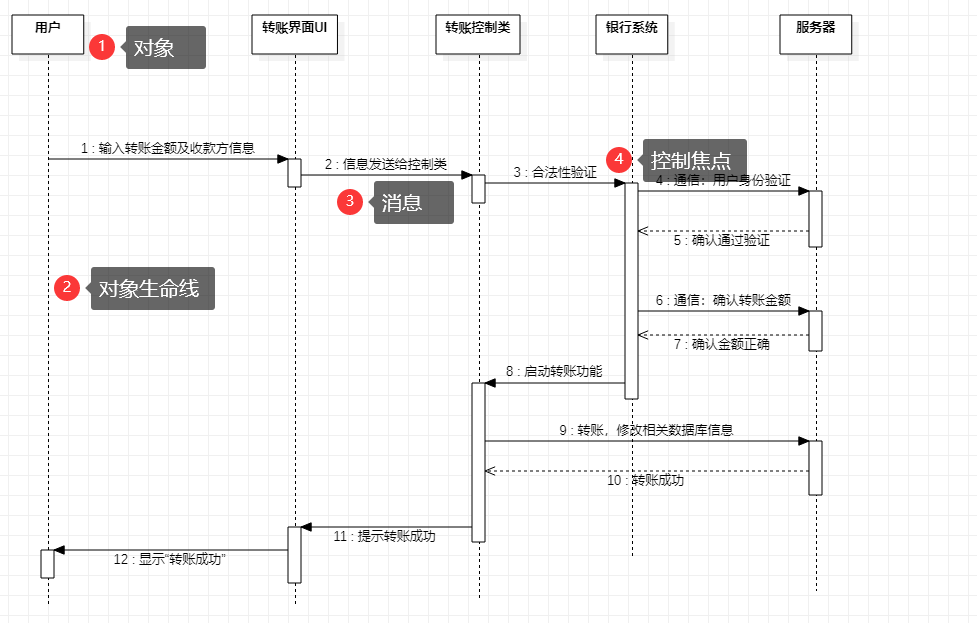 用户
转账界面UI
转账控制类
银行系统
服务器
1
对象
1 : 输入转账金额及收款方信息
2 : 信息发送给控制类
3 : 合法性验证
4
控制焦点
4 : 通信：用户身份验证
3
消息
5 : 确认通过验证
2
对象生命线
6 : 通信：确认转账金额
7 : 确认金额正确
8 : 启动转账功能
9 : 转账，修改相关数据库信息
10 : 转账成功
11 : 提示转账成功
12 : 显示“转账成功”